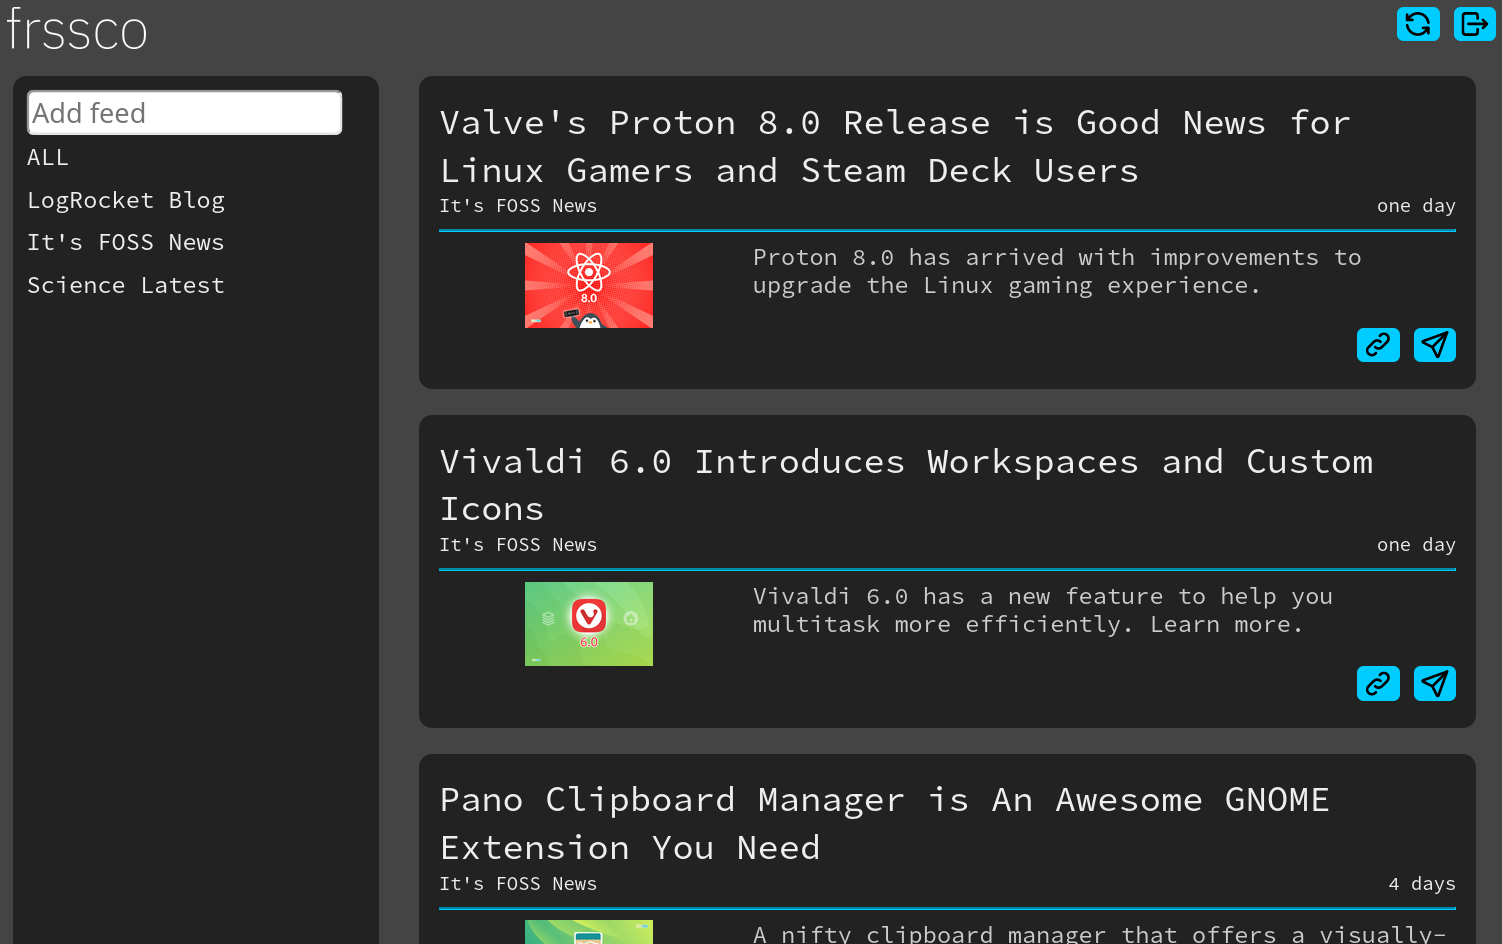 frssco
Add feed
ALL
LogRocket Blog
It's FOSS News
Science Latest
Valve's Proton 8.0 Release is Good News for
Linux Gamers and Steam Deck Users
It's FOSS News
one day
8.0
Proton 8.0 has arrived with improvements to
upgrade the Linux gaming experience.
Vivaldi 6.0 Introduces Workspaces and Custom
Icons
It's FOSS News
one day
6.0
Vivaldi 6.0 has a new feature to help you
multitask more efficiently. Learn more.
Pano Clipboard Manager is An Awesome GNOME
Extension You Need
It's FOSS News
4 days
A nifty clipboard manager that offers a visually-